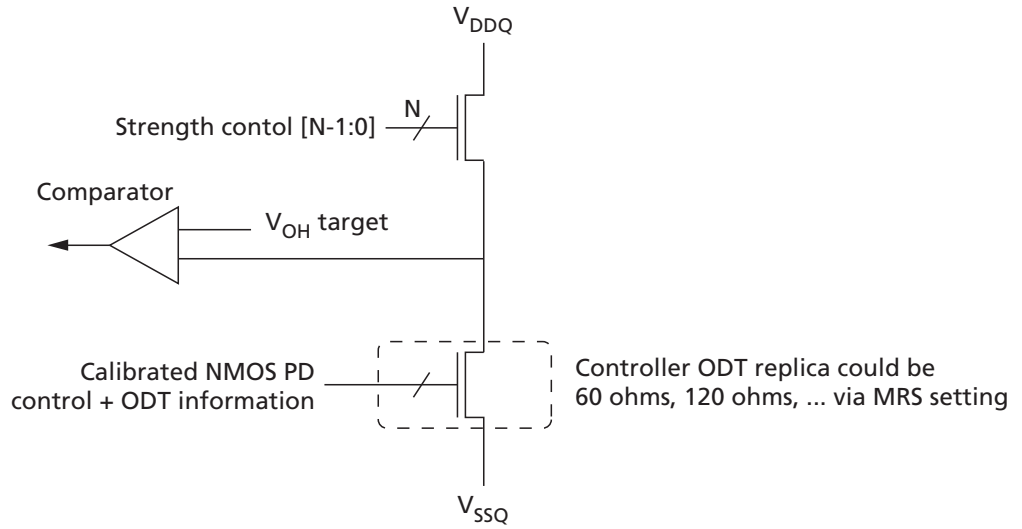 VDDQ
N
Strength contol [N-1:0]
Comparator
VOH target
Calibrated NMOS PD
control + ODT information
Controller ODT replica could be
60 ohms, 120 ohms, ... via MRS setting
VSSQ